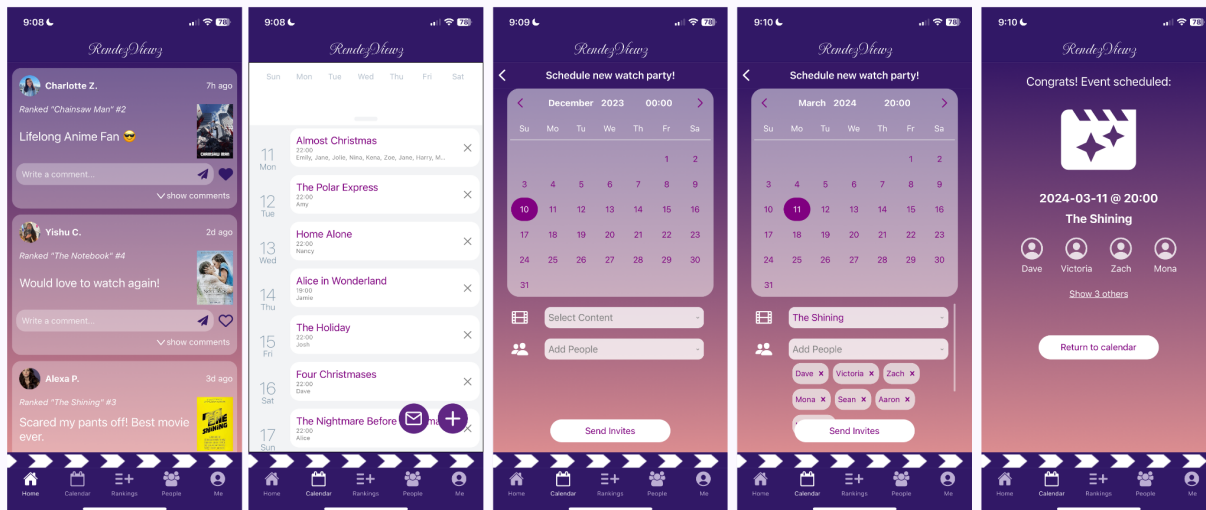 9:08
78
RendezViewz
Charlotte Z.
7h ago
Ranked "Chainsaw Man" #2
Lifelong Anime Fan 😎
CHAINSAW MAN
Write a comment...
show comments
Yishu C.
2d ago
Ranked "The Notebook" #4
Would love to watch again!
Write a comment...
show comments
Alexa P.
3d ago
Ranked "The Shining" #3
Scared my pants off! Best movie
ever.
THE
SHINING
Home
Calendar
Rankings
People
Me
9:08
78
RendezViewz
Sun Mon Tue Wed Thu Fri Sat
11
Mon
Almost Christmas
22:00
Emily, Jane, Jolie, Nina, Kena, Zoe, Jane, Harry, M...
12
Tue
The Polar Express
22:00
Amy
13
Wed
Home Alone
22:00
Nancy
14
Thu
Alice in Wonderland
19:00
Jamie
15
Fri
The Holiday
22:00
Josh
16
Sat
Four Christmases
22:00
Dave
17
Sun
The Nightmare Before
22:00
Alice
Home
Calendar
Rankings
People
Me
9:09
78
RendezViewz
Schedule new watch party!
December 2023 00:00
Su Mo Tu We Th Fr Sa
1 2
3 4 5 6 7 8 9
10 11 12 13 14 15 16
17 18 19 20 21 22 23
24 25 26 27 28 29 30
31
Select Content
Add People
Send Invites
Home
Calendar
Rankings
People
Me
9:10
78
RendezViewz
Schedule new watch party!
March 2024 20:00
Su Mo Tu We Th Fr Sa
1 2
3 4 5 6 7 8 9
10 11 12 13 14 15 16
17 18 19 20 21 22 23
24 25 26 27 28 29 30
31
The Shining
Add People
Dave × Victoria × Zach ×
Mona × Sean × Aaron ×
Send Invites
Home
Calendar
Rankings
People
Me
9:10
78
RendezViewz
Congrats! Event scheduled:
2024-03-11 @ 20:00
The Shining
Dave Victoria Zach Mona
Show 3 others
Return to calendar
Home
Calendar
Rankings
People
Me